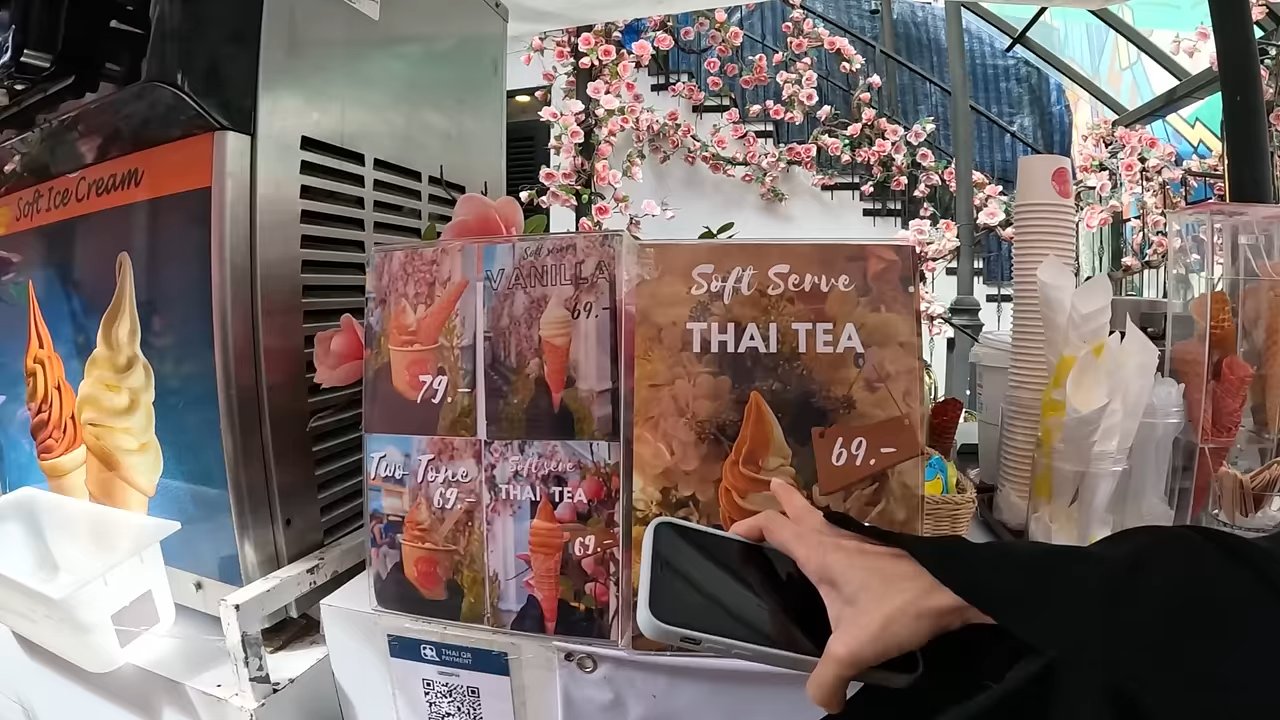 Soft Ice Cream
79.-
Soft serve
VANILLA
69.-
Two Tone
69.-
Soft serve
THAI TEA
69.-
Soft Serve
THAI TEA
69.-
THAI QR
PAYMENT